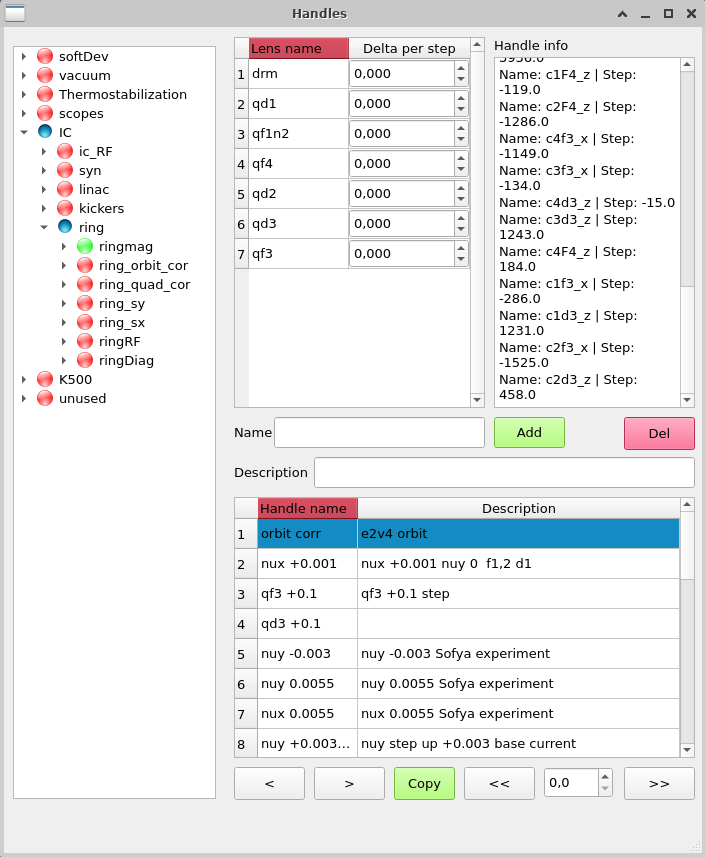 Handles
softDev
vacuum
Thermostabilization
scopes
IC
ic_RF
syn
linac
kickers
ring
ringmag
ring_orbit_cor
ring_quad_cor
ring_sy
ring_sx
ringRF
ringDiag
K500
unused
Lens name Delta per step
1 drm 0,000
2 qd1 0,000
3 qf1n2 0,000
4 qf4 0,000
5 qd2 0,000
6 qd3 0,000
7 qf3 0,000
Handle info
Name: c1F4_z | Step:
-119.0
Name: c2F4_z | Step:
-1286.0
Name: c4f3_x | Step:
-1149.0
Name: c3f3_x | Step:
-134.0
Name: c4d3_z | Step: -15.0
Name: c3d3_z | Step:
1243.0
Name: c4F4_z | Step:
184.0
Name: c1f3_x | Step:
-286.0
Name: c1d3_z | Step:
1231.0
Name: c2f3_x | Step:
-1525.0
Name: c2d3_z | Step:
458.0
Name Add Del
Description
Handle name Description
1 orbit corr e2v4 orbit
2 nux +0.001 nux +0.001 nuy 0  f1,2 d1
3 qf3 +0.1 qf3 +0.1 step
4 qd3 +0.1
5 nuy -0.003 nuy -0.003 Sofya experiment
6 nuy 0.0055 nuy 0.0055 Sofya experiment
7 nux 0.0055 nux 0.0055 Sofya experiment
8 nuy +0.003... nuy step up +0.003 base current
< > Copy << 0,0 >>